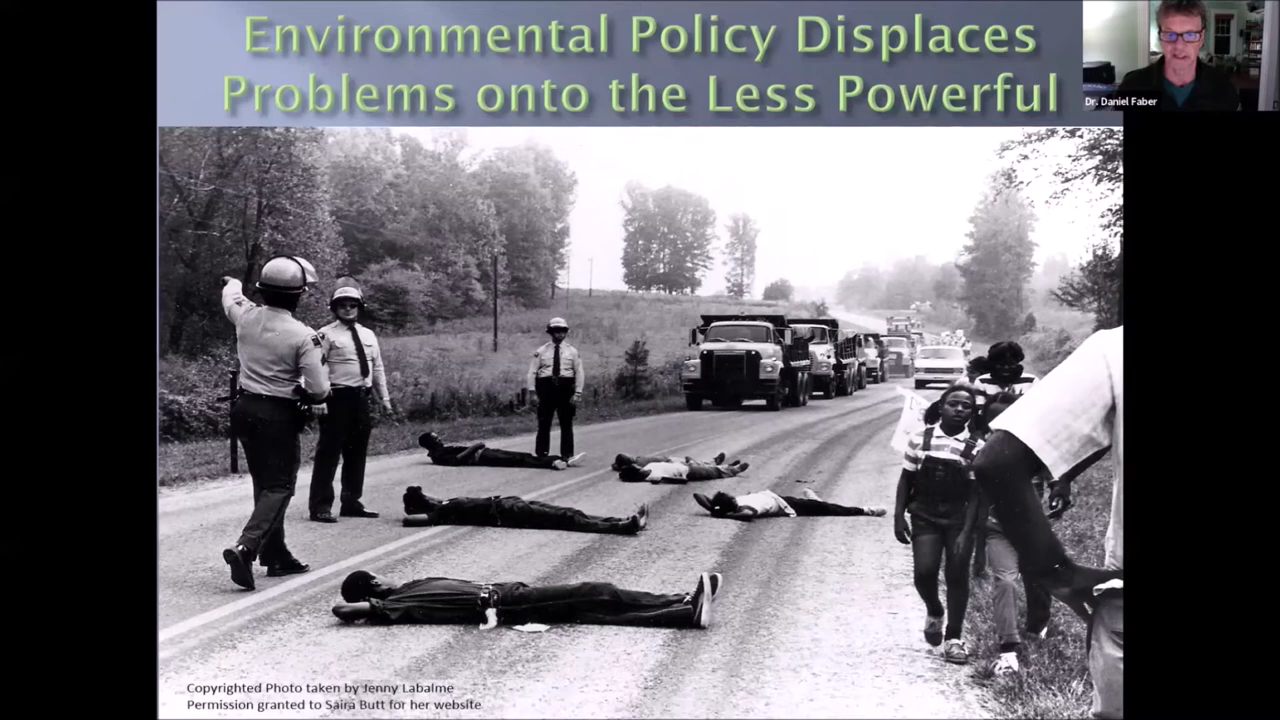 Environmental Policy Displaces
Problems onto the Less Powerful
Dr. Daniel Faber
Copyrighted Photo taken by Jenny Labalme
Permission granted to Saira Butt for her website